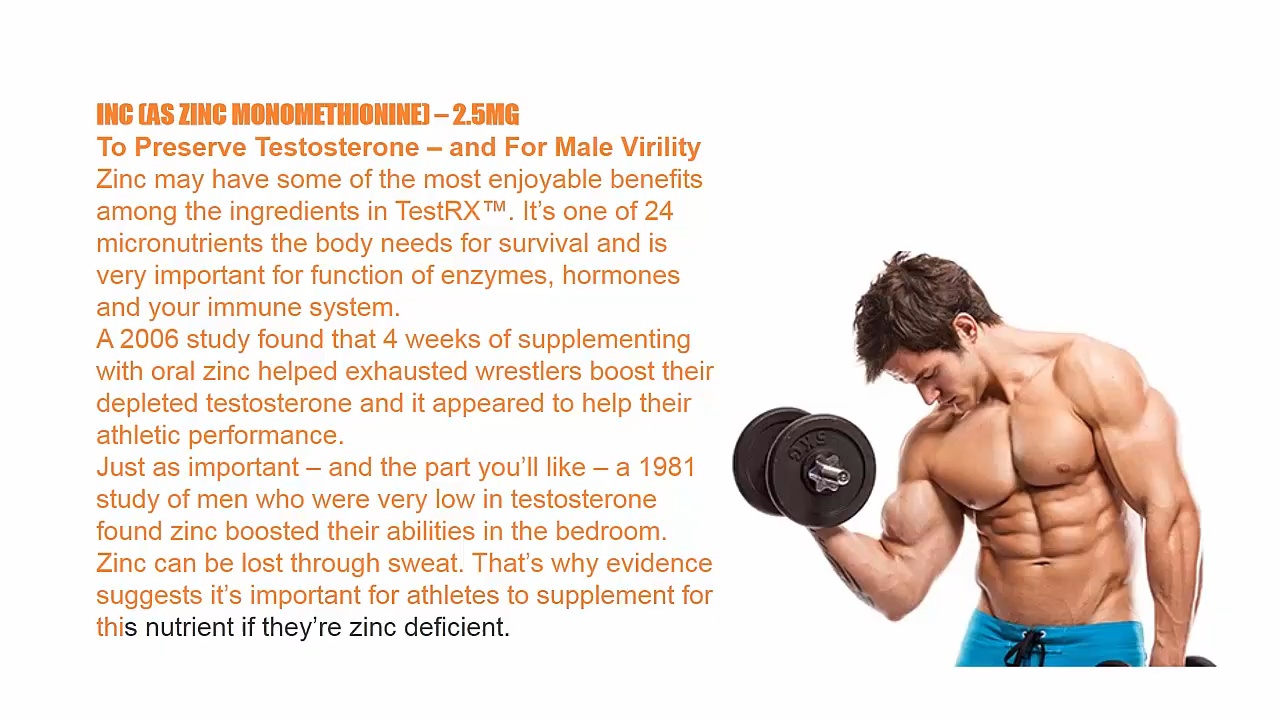 INC (AS ZINC MONOMETHIONINE) – 2.5MG
To Preserve Testosterone – and For Male Virility
Zinc may have some of the most enjoyable benefits
among the ingredients in TestRX™. It’s one of 24
micronutrients the body needs for survival and is
very important for function of enzymes, hormones
and your immune system.
A 2006 study found that 4 weeks of supplementing
with oral zinc helped exhausted wrestlers boost their
depleted testosterone and it appeared to help their
athletic performance.
Just as important – and the part you’ll like – a 1981
study of men who were very low in testosterone
found zinc boosted their abilities in the bedroom.
Zinc can be lost through sweat. That’s why evidence
suggests it’s important for athletes to supplement for
this nutrient if they’re zinc deficient.
5KG